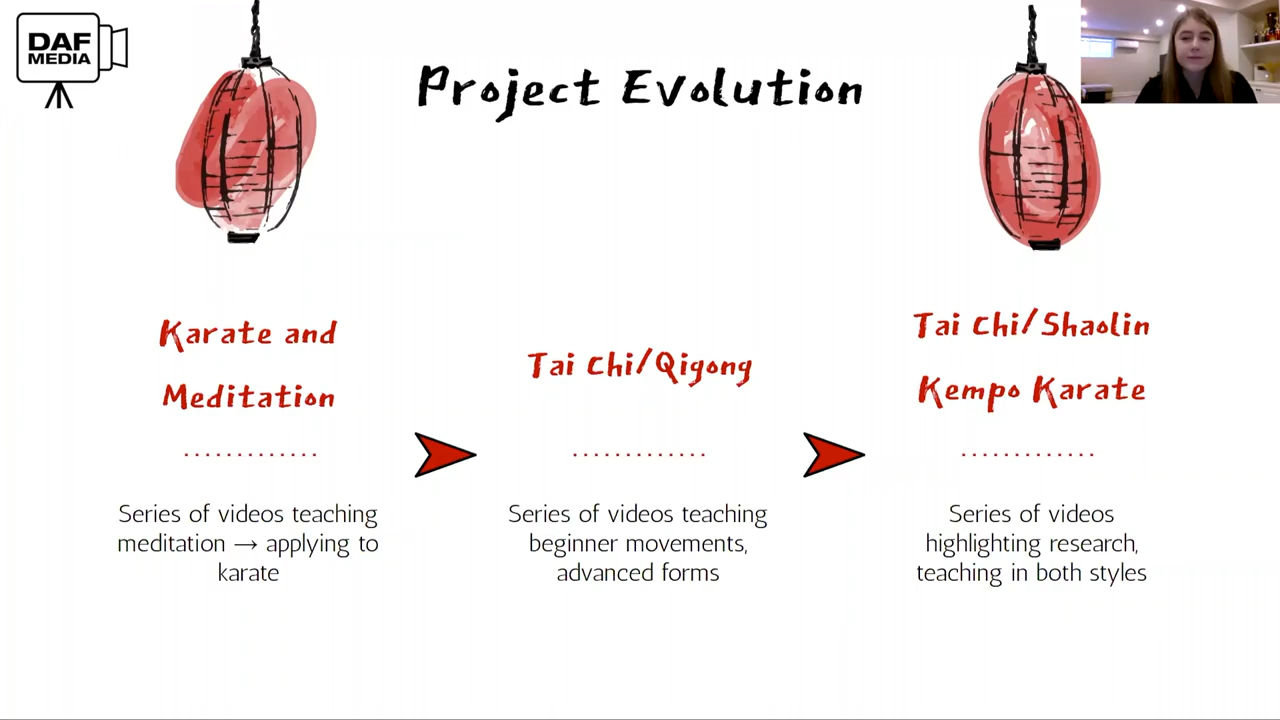 DAF
MEDIA
Project Evolution
Karate and
Meditation
Series of videos teaching
meditation → applying to
karate
Tai Chi/Qigong
Series of videos teaching
beginner movements,
advanced forms
Tai Chi/Shaolin
Kempo Karate
Series of videos
highlighting research,
teaching in both styles